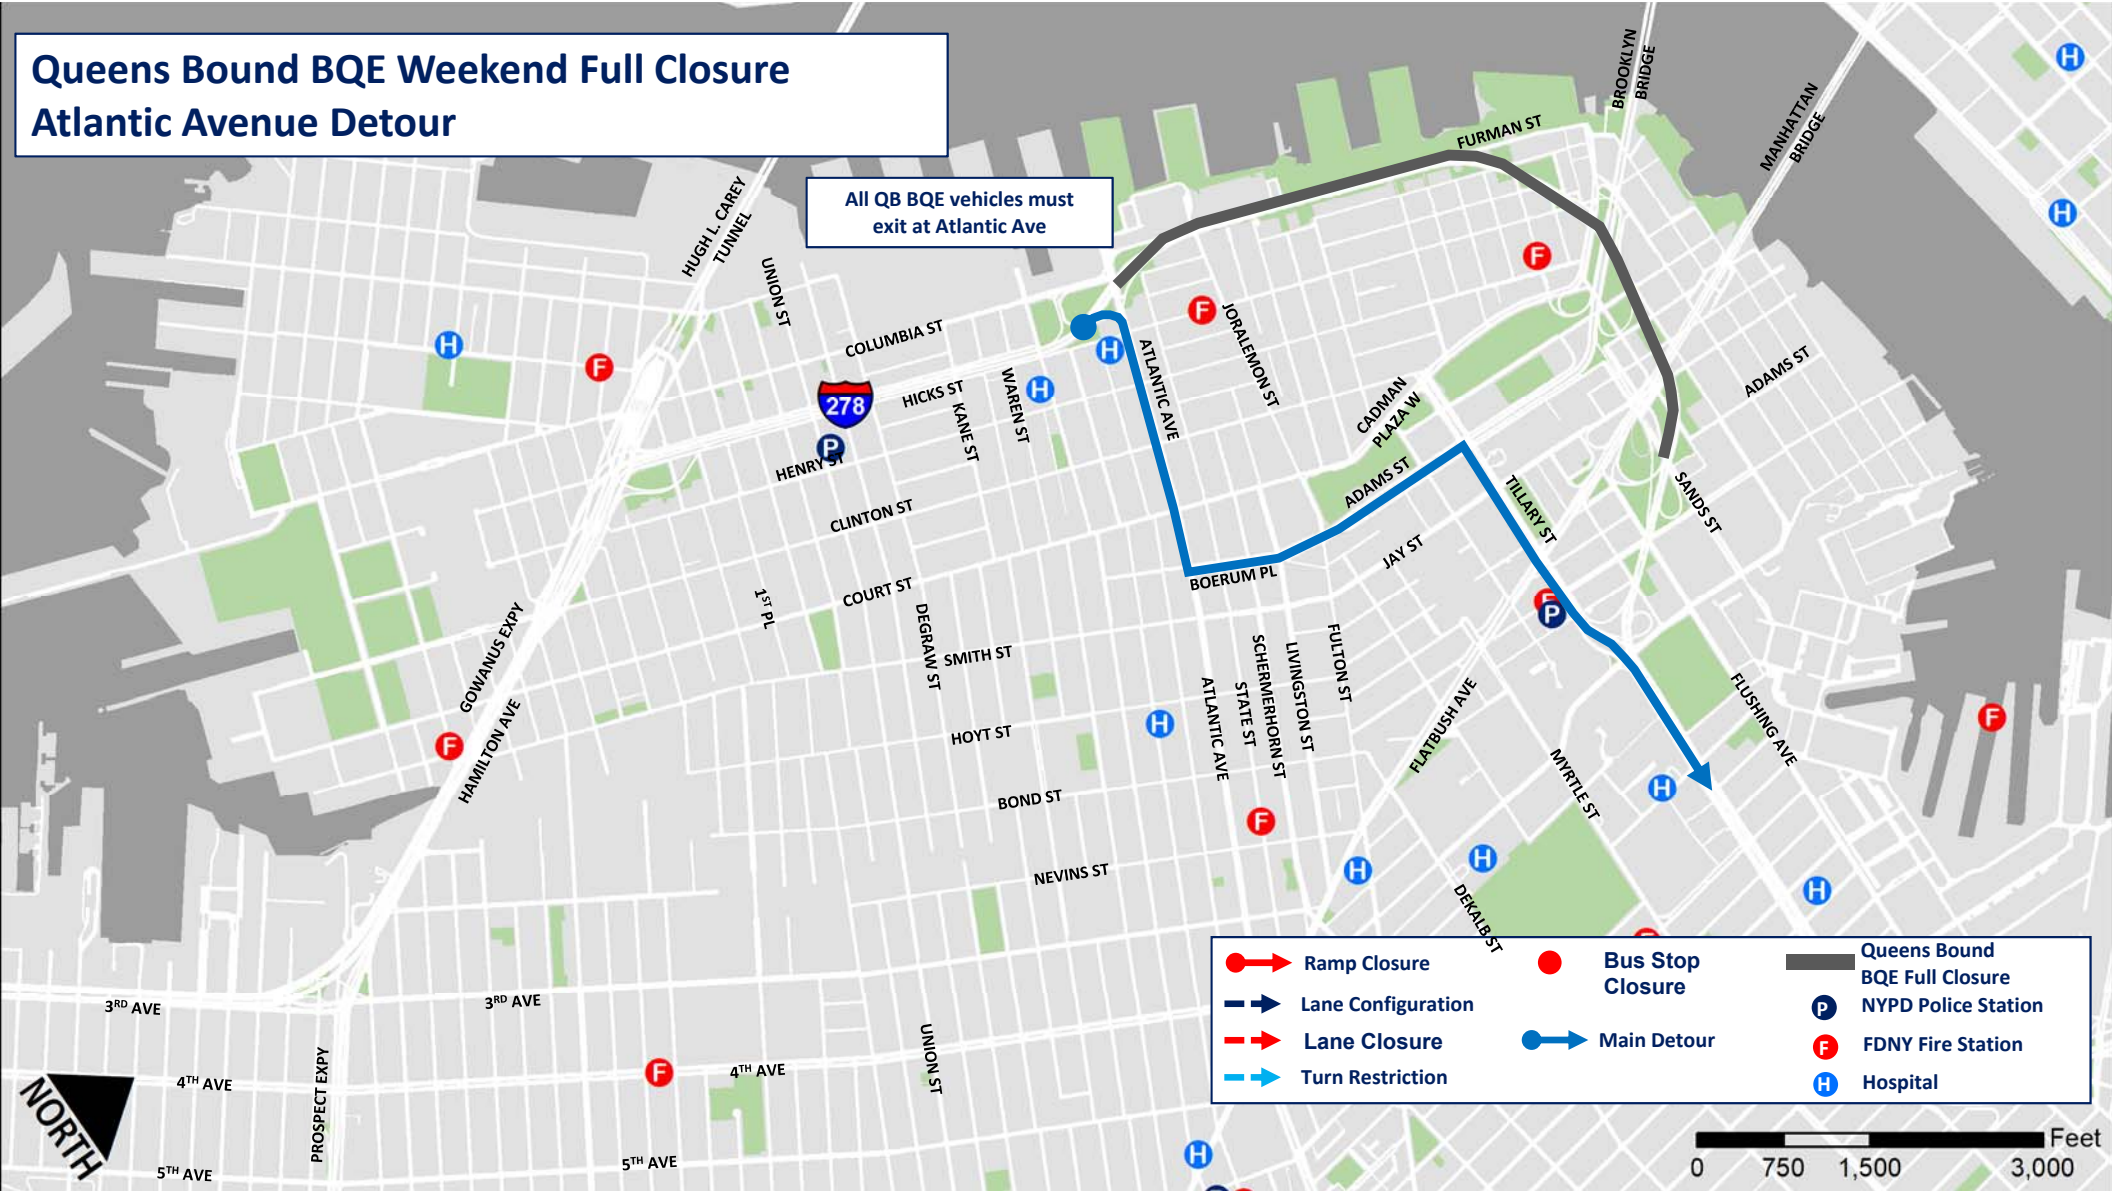 Queens Bound BQE Weekend Full Closure
Atlantic Avenue Detour
All QB BQE vehicles must
exit at Atlantic Ave
BROOKLYN
BRIDGE
MANHATTAN
BRIDGE
FURMAN ST
HUGH L. CAREY
TUNNEL
UNION ST
COLUMBIA ST
HICKS ST
278
P
HENRY ST
KANE ST
WAREN ST
ATLANTIC AVE
JORALEMON ST
CADMAN
PLAZA W
ADAMS ST
ADAMS ST
TILLARY ST
SANDS ST
JAY ST
CLINTON ST
COURT ST
1ST PL
DEGRAW ST
BOERUM PL
SMITH ST
HOYT ST
BOND ST
NEVINS ST
ATLANTIC AVE
STATE ST
SCHERMERHORN ST
LIVINGSTON ST
FULTON ST
FLATBUSH AVE
MYRTLE ST
FLUSHING AVE
DEKALB ST
GOWANUS EXPY
HAMILTON AVE
3RD AVE
3RD AVE
4TH AVE
4TH AVE
5TH AVE
5TH AVE
PROSPECT EXPY
UNION ST
NORTH
H
H
H
H
H
H
H
H
H
H
H
H
F
F
F
F
F
F
F
F
F
P
Ramp Closure
Lane Configuration
Lane Closure
Turn Restriction
Bus Stop
Closure
Main Detour
Queens Bound
BQE Full Closure
P NYPD Police Station
F FDNY Fire Station
H Hospital
Feet
0 750 1,500 3,000